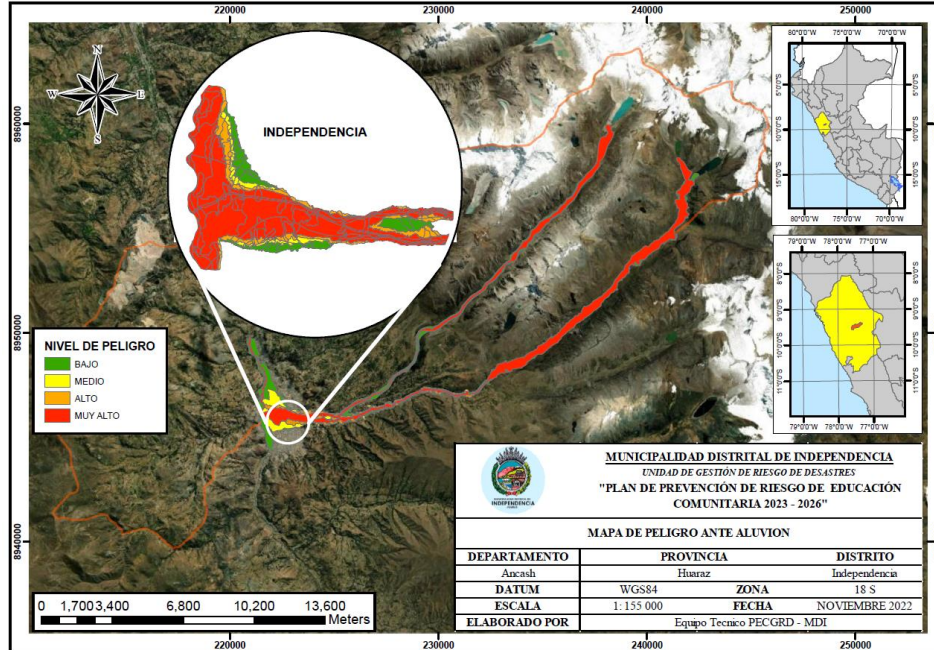 220000 230000 240000 250000
80°0'0"W 75°0'0"W 70°0'0"W
N
W E
S
INDEPENDENCIA
8960000
5°0'0"S
10°0'0"S
15°0'0"S
80°0'0"W 75°0'0"W 70°0'0"W
79°0'0"W 78°0'0"W 77°0'0"W
8°0'0"S
9°0'0"S
10°0'0"S
11°0'0"S
79°0'0"W 78°0'0"W 77°0'0"W
8950000
NIVEL DE PELIGRO
BAJO
MEDIO
ALTO
MUY ALTO
MUNICIPALIDAD DISTRITAL DE INDEPENDENCIA
UNIDAD DE GESTIÓN DE RIESGO DE DESASTRES
"PLAN DE PREVENCIÓN DE RIESGO DE EDUCACIÓN
COMUNITARIA 2023 - 2026"
INDEPENDENCIA
MAPA DE PELIGRO ANTE ALUVION
DEPARTAMENTO PROVINCIA DISTRITO
Ancash Huaraz Independencia
DATUM WGS84 ZONA 18 S
ESCALA 1: 155 000 FECHA NOVIEMBRE 2022
ELABORADO POR Equipo Tecnico PECGRD - MDI
8940000
0 1,700 3,400 6,800 10,200 13,600
Meters
220000 230000 240000 250000